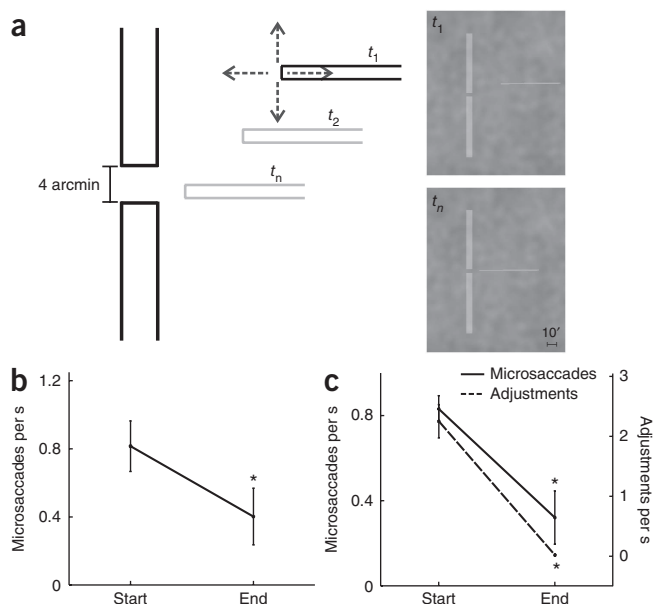 a
t1
t2
tn
4 arcmin
t1
tn
10′
b
Microsaccades per s
1.2
0.8
0.4
0
Start
End
*
c
Microsaccades
Adjustments
Microsaccades per s
0.8
0.4
0
Adjustments per s
3
2
1
0
Start
End
*
*